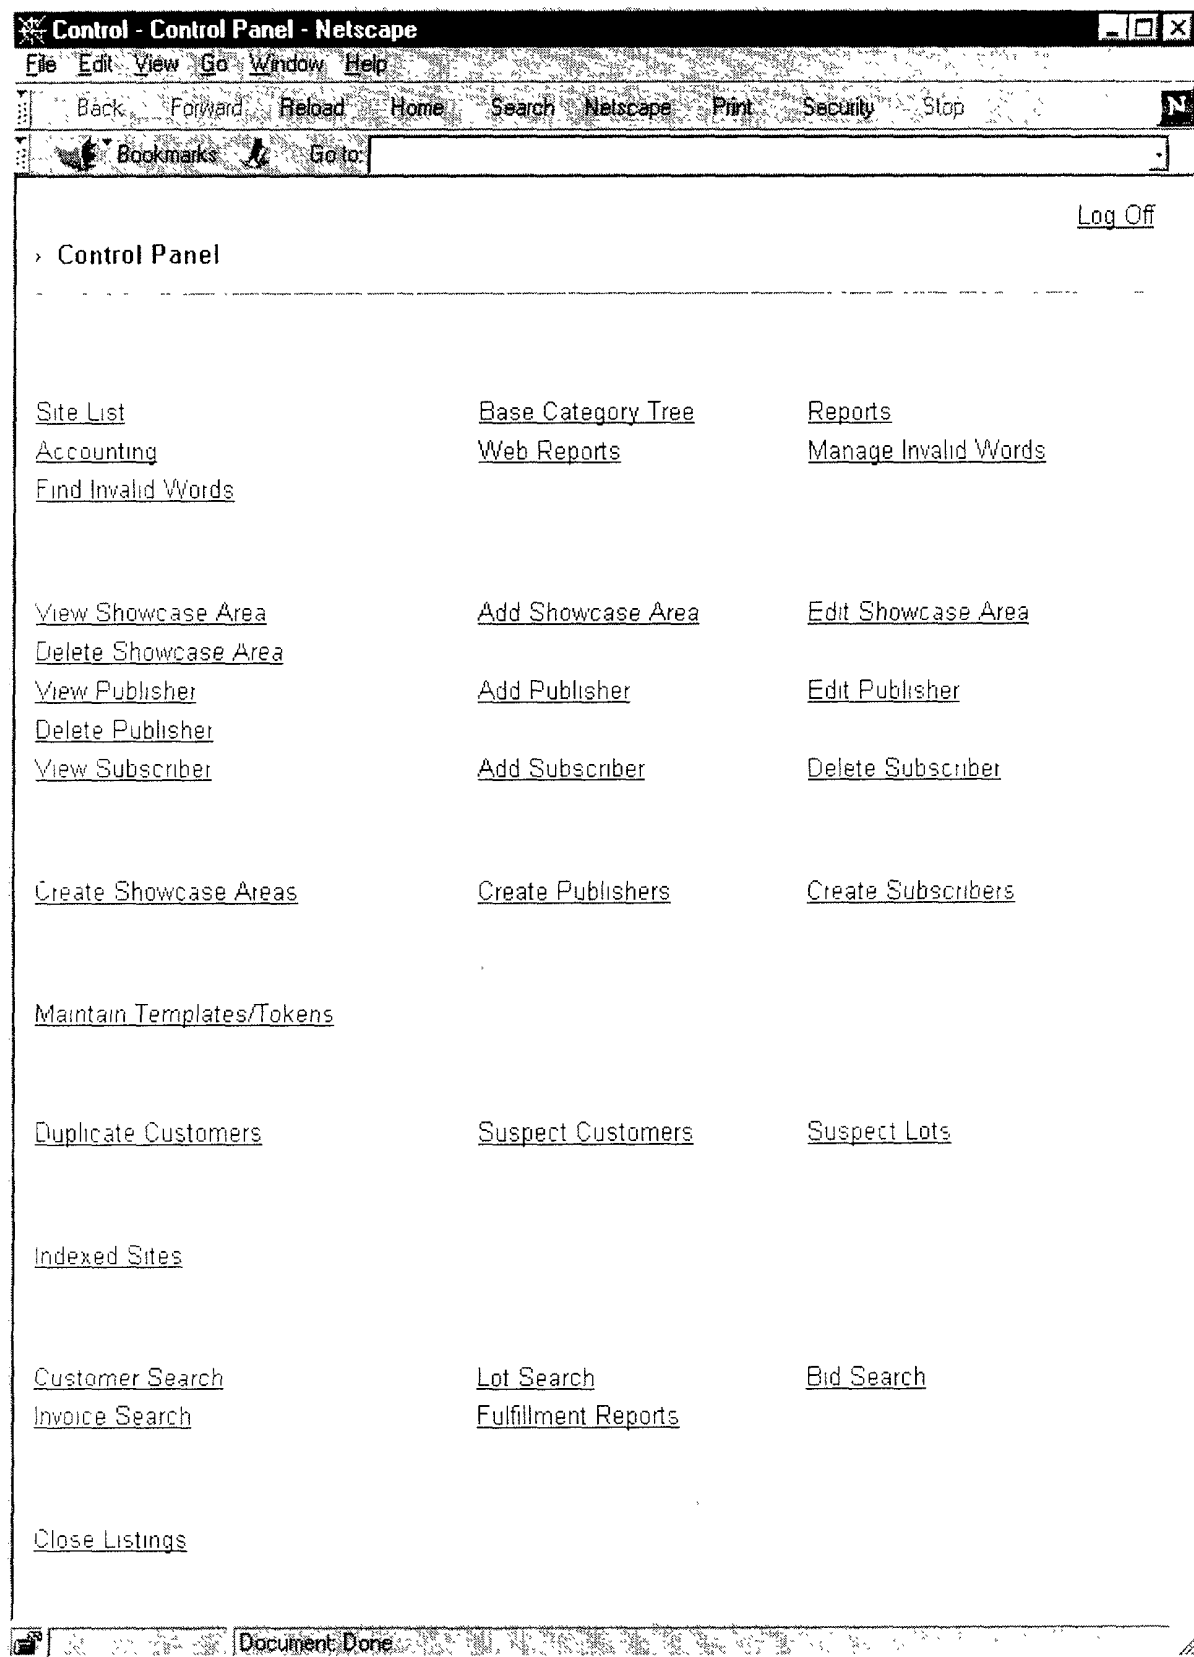 Control - Control Panel - Netscape
File Edit View Go Window Help
Back Forward Reload Home Search Netscape Print Security Stop N
Bookmarks Go to:
Log Off
› Control Panel
Site List Base Category Tree Reports
Accounting Web Reports Manage Invalid Words
Find Invalid Words
View Showcase Area Add Showcase Area Edit Showcase Area
Delete Showcase Area
View Publisher Add Publisher Edit Publisher
Delete Publisher
View Subscriber Add Subscriber Delete Subscriber
Create Showcase Areas Create Publishers Create Subscribers
Maintain Templates/Tokens
Duplicate Customers Suspect Customers Suspect Lots
Indexed Sites
Customer Search Lot Search Bid Search
Invoice Search Fulfillment Reports
Close Listings
Document: Done